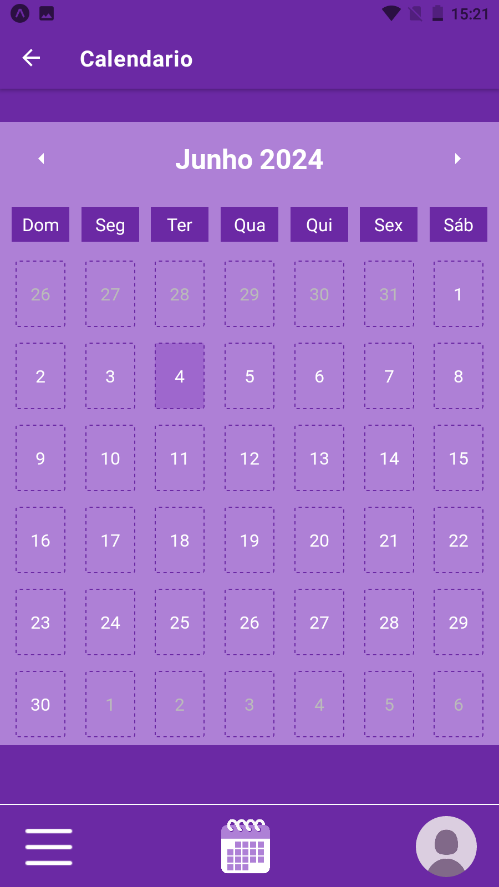 15:21
Calendario
Junho 2024
Dom Seg Ter Qua Qui Sex Sáb
26 27 28 29 30 31 1
2 3 4 5 6 7 8
9 10 11 12 13 14 15
16 17 18 19 20 21 22
23 24 25 26 27 28 29
30 1 2 3 4 5 6